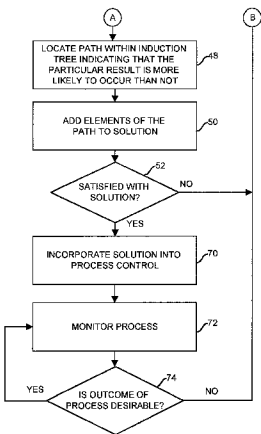 A
B
LOCATE PATH WITHIN INDUCTION
TREE INDICATING THAT THE
PARTICULAR RESULT IS MORE
LIKELY TO OCCUR THAN NOT
48
ADD ELEMENTS OF THE
PATH TO SOLUTION
50
52
SATISFIED WITH
SOLUTION?
NO
YES
INCORPORATE SOLUTION INTO
PROCESS CONTROL
70
MONITOR PROCESS
72
74
YES
IS OUTCOME OF
PROCESS DESIRABLE?
NO